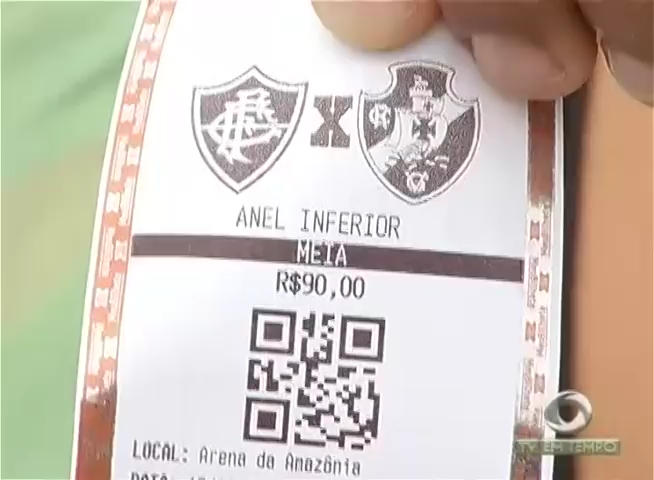 X
ANEL INFERIOR
MEIA
R$90,00
LOCAL: Arena da Amazônia
TV EM TEMPO